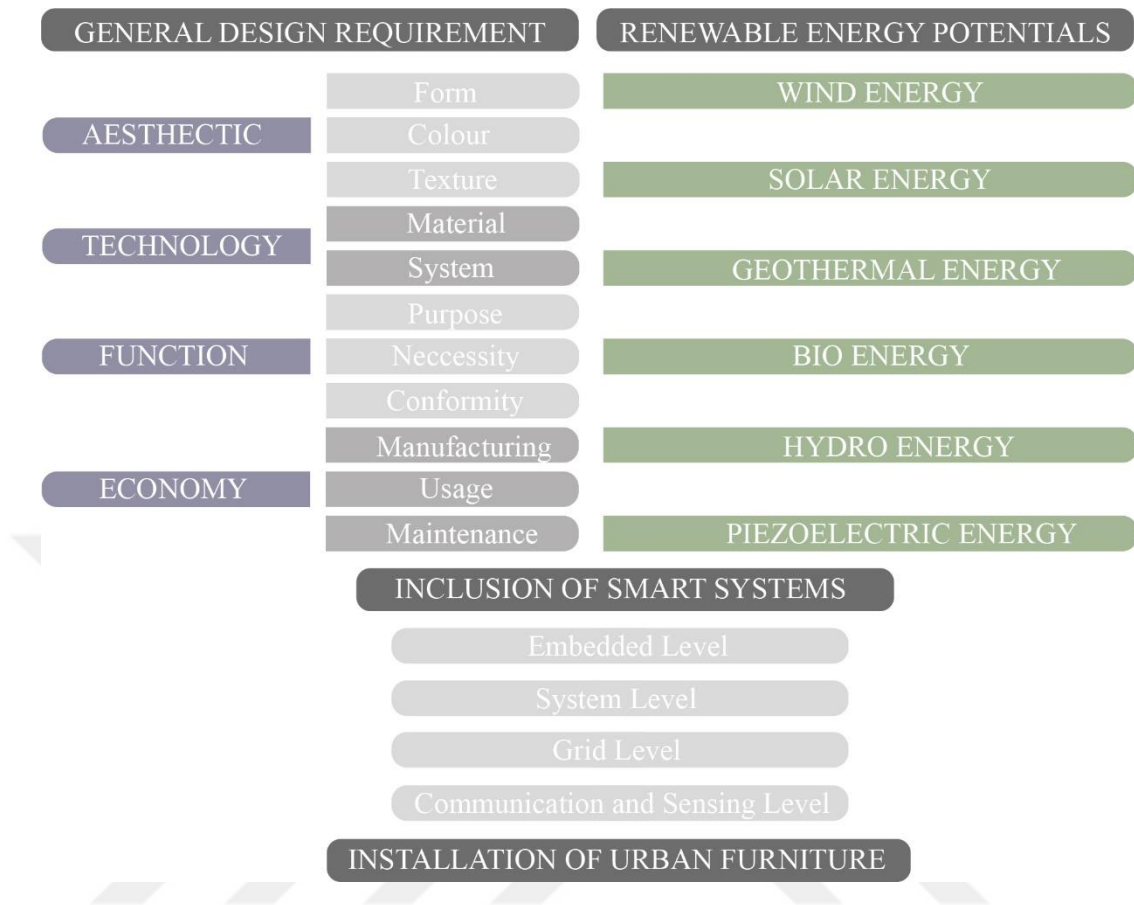 GENERAL DESIGN REQUIREMENT
RENEWABLE ENERGY POTENTIALS
AESTHECTIC
Form
Colour
Texture
TECHNOLOGY
Material
System
FUNCTION
Purpose
Neccessity
Conformity
ECONOMY
Manufacturing
Usage
Maintenance
WIND ENERGY
SOLAR ENERGY
GEOTHERMAL ENERGY
BIO ENERGY
HYDRO ENERGY
PIEZOELECTRIC ENERGY
INCLUSION OF SMART SYSTEMS
Embedded Level
System Level
Grid Level
Communication and Sensing Level
INSTALLATION OF URBAN FURNITURE